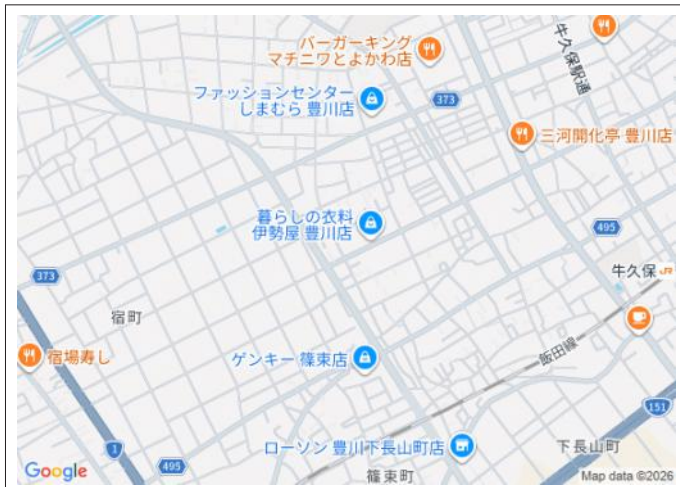 バーガーキング
マチニワとよかわ店
牛久保駅通
ファッションセンター
しまむら 豊川店
373
三河開化亭 豊川店
暮らしの衣料
伊勢屋 豊川店
495
牛久保
JR
373
宿町
宿場寿し
ゲンキー 篠束店
飯田線
151
1
ローソン 豊川下長山町店
下長山町
495
篠束町
Google
Map data ©2026